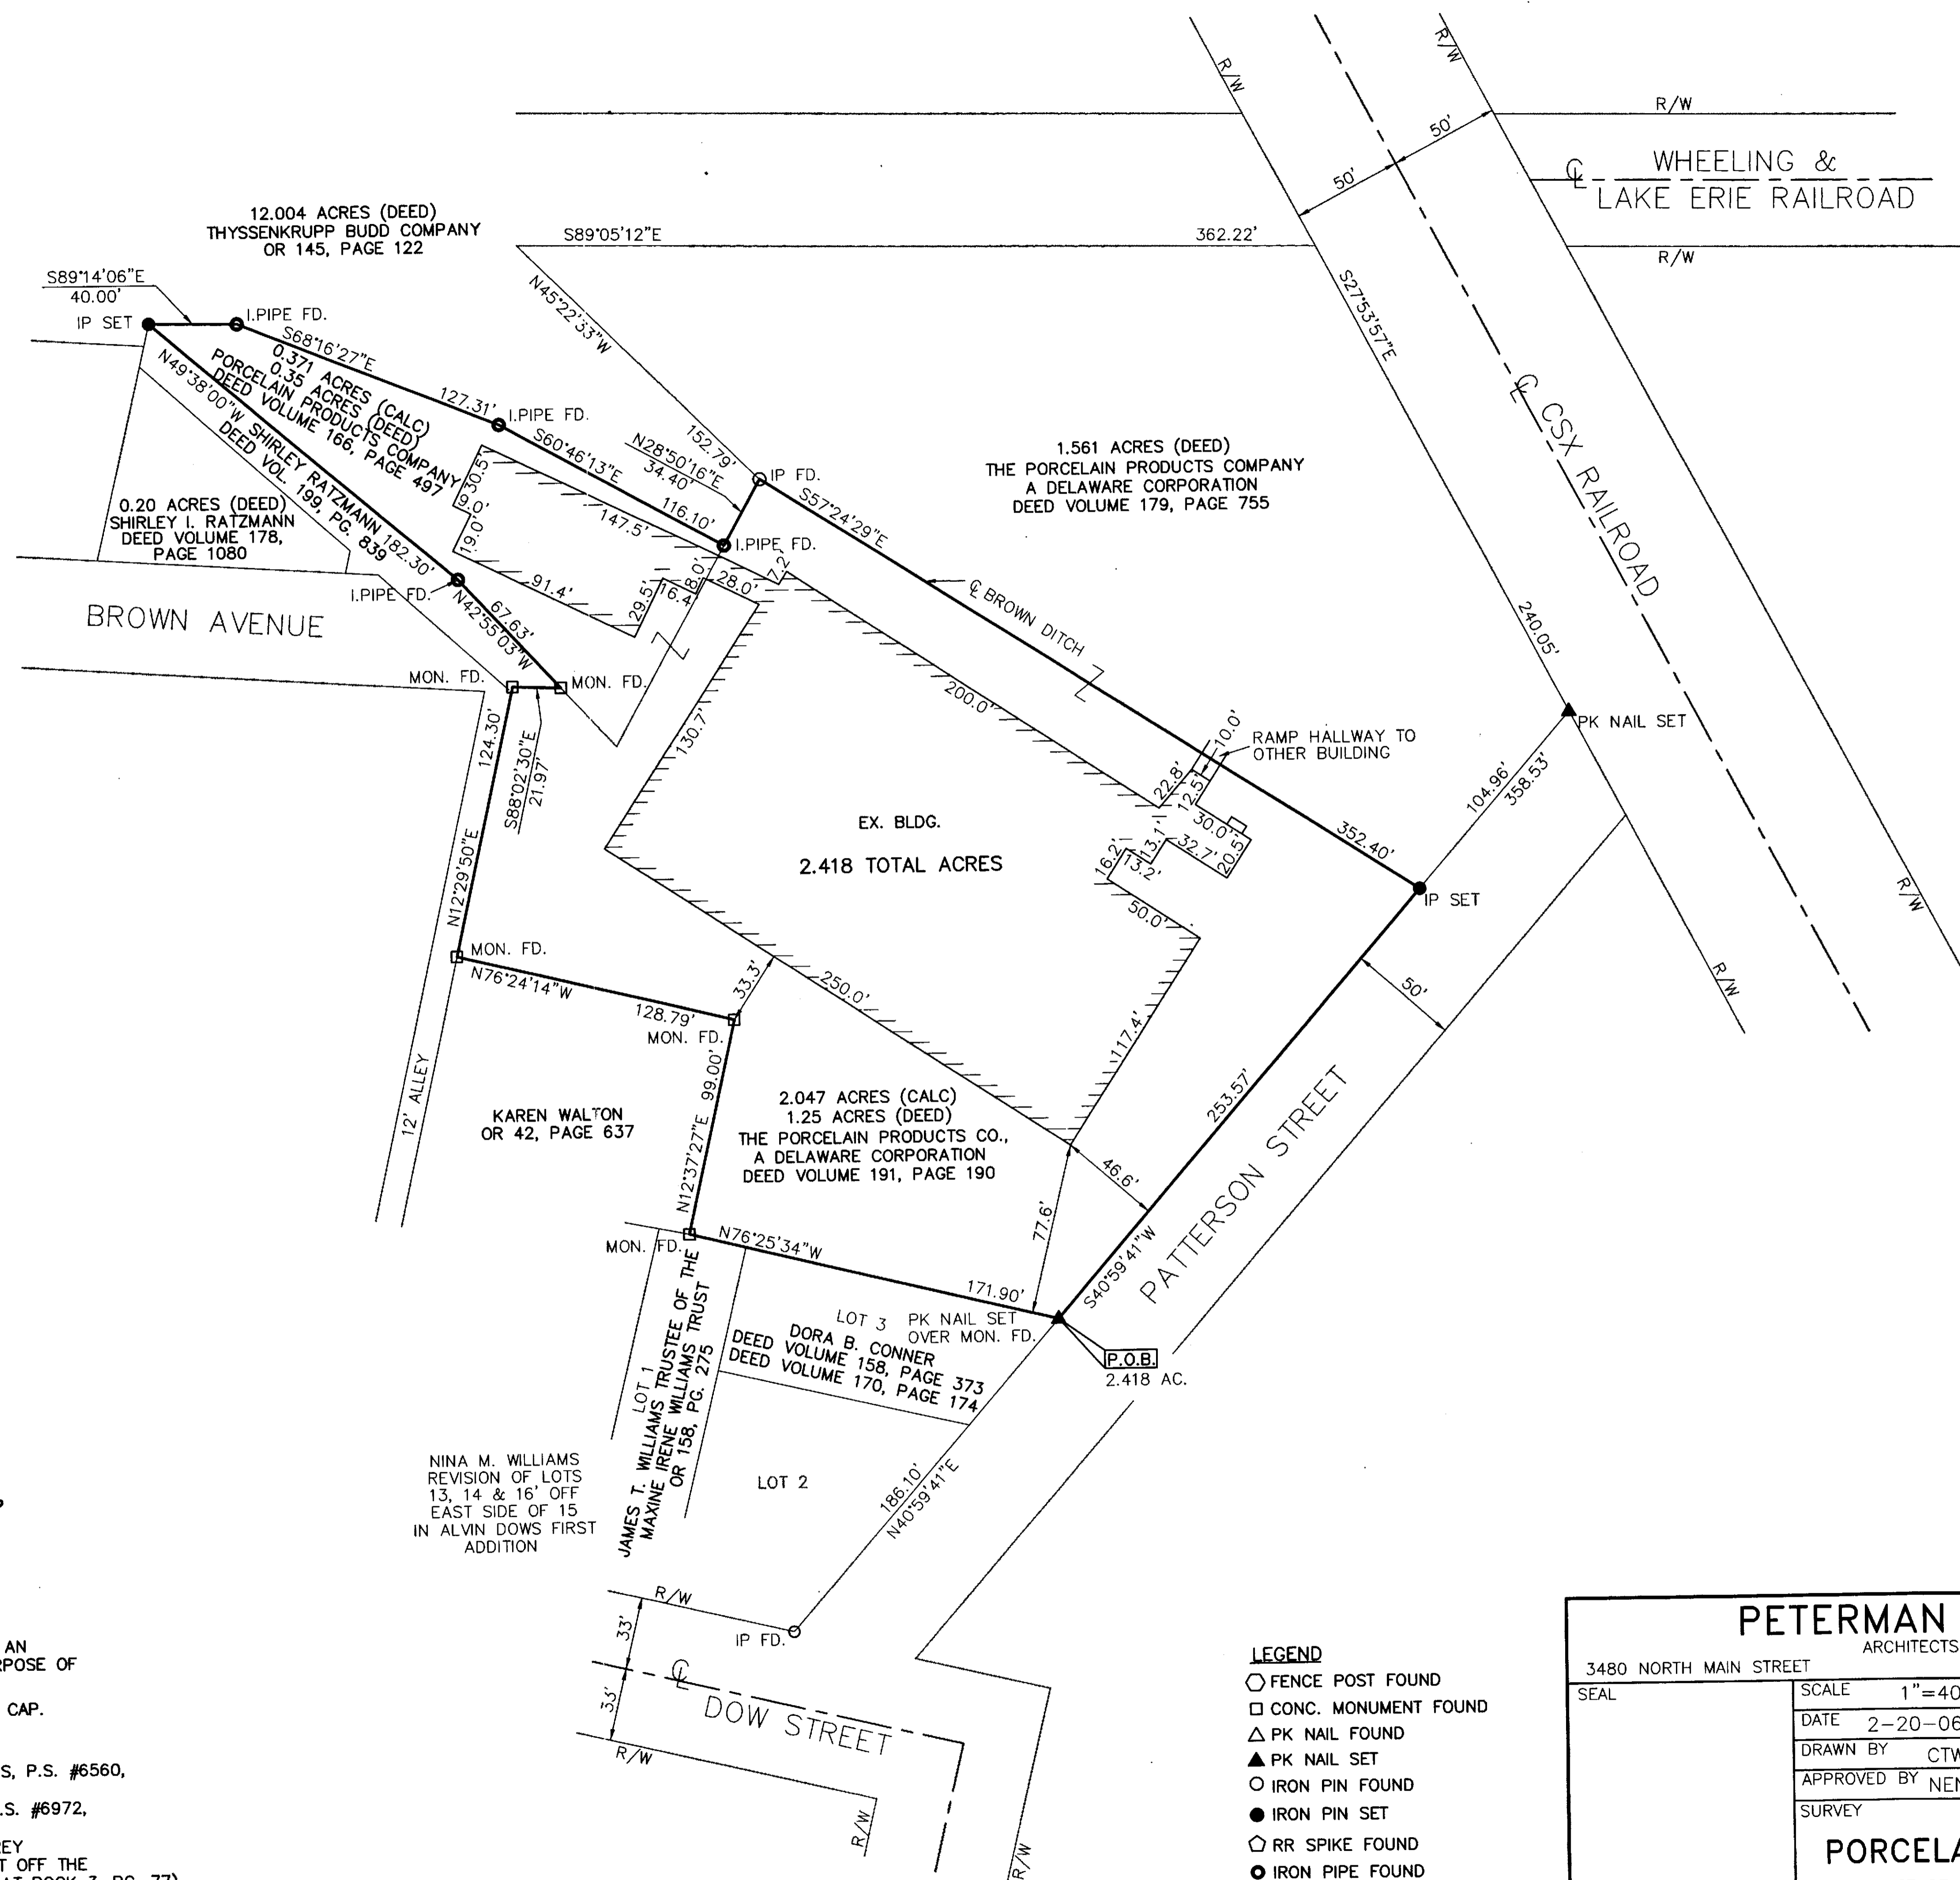 R/W
R/W
R/W
50'
50'
℄ WHEELING &
LAKE ERIE RAILROAD
R/W
12.004 ACRES (DEED)
THYSSENKRUPP BUDD COMPANY
OR 145, PAGE 122
S89°05'12"E
362.22'
S89°14'06"E
40.00'
IP SET
I.PIPE FD.
N45°22'33"W
152.79'
S27°53'57"E
240.05'
S68°16'27"E
127.31'
0.371 ACRES (CALC)
0.35 ACRES (DEED)
PORCELAIN PRODUCTS COMPANY
DEED VOLUME 166, PAGE 497
N49°38'00"W
182.30'
SHIRLEY RATZMANN
DEED VOL. 199, PG. 839
I.PIPE FD.
S60°46'13"E
116.10'
N28°50'16"E
34.40'
IP FD.
℄ CSX RAILROAD
1.561 ACRES (DEED)
THE PORCELAIN PRODUCTS COMPANY
A DELAWARE CORPORATION
DEED VOLUME 179, PAGE 755
S57°24'29"E
0.20 ACRES (DEED)
SHIRLEY I. RATZMANN
DEED VOLUME 178,
PAGE 1080
30.5'
9.0'
19.0'
147.5'
I.PIPE FD.
91.4'
29.5'
16.4'
8.0'
28.0'
7.2'
I.PIPE FD.
℄ BROWN DITCH
BROWN AVENUE
67.63'
N42°55'03"W
MON. FD.
MON. FD.
124.30'
N12°29'50"E
S88°02'30"E
21.97'
130.7'
200.0'
PK NAIL SET
10.0'
RAMP HALLWAY TO
OTHER BUILDING
22.8'
12.5'
30.0'
20.5'
32.7'
13.1'
13.2'
16.2'
50.0'
104.96'
358.53'
352.40'
IP SET
EX. BLDG.
2.418 TOTAL ACRES
R/W
R/W
MON. FD.
N76°24'14"W
128.79'
MON. FD.
33.3'
250.0'
117.4'
50'
253.57'
12' ALLEY
99.00'
N12°37'27"E
KAREN WALTON
OR 42, PAGE 637
2.047 ACRES (CALC)
1.25 ACRES (DEED)
THE PORCELAIN PRODUCTS CO.,
A DELAWARE CORPORATION
DEED VOLUME 191, PAGE 190
46.6'
77.6'
PATTERSON STREET
S40°59'41"W
MON. FD.
N76°25'34"W
171.90'
LOT 3
PK NAIL SET
OVER MON. FD.
P.O.B.
2.418 AC.
DORA B. CONNER
DEED VOLUME 158, PAGE 373
DEED VOLUME 170, PAGE 174
LOT 1
JAMES T. WILLIAMS TRUSTEE OF THE
MAXINE IRENE WILLIAMS TRUST
OR 158, PG. 275
LOT 2
186.10'
N40°59'41"E
NINA M. WILLIAMS
REVISION OF LOTS
13, 14 & 16' OFF
EAST SIDE OF 15
IN ALVIN DOWS FIRST
ADDITION
R/W
33'
33'
IP FD.
℄
DOW STREET
R/W
R/W
R/W
AN
RPOSE OF
CAP.
S, P.S. #6560,
.S. #6972,
EY
T OFF THE
LEGEND
FENCE POST FOUND
CONC. MONUMENT FOUND
PK NAIL FOUND
PK NAIL SET
IRON PIN FOUND
IRON PIN SET
RR SPIKE FOUND
IRON PIPE FOUND
PETERMAN
ARCHITECTS
3480 NORTH MAIN STREET
SEAL
SCALE 1"=40
DATE 2-20-06
DRAWN BY CTW
APPROVED BY NEN
SURVEY
PORCELA